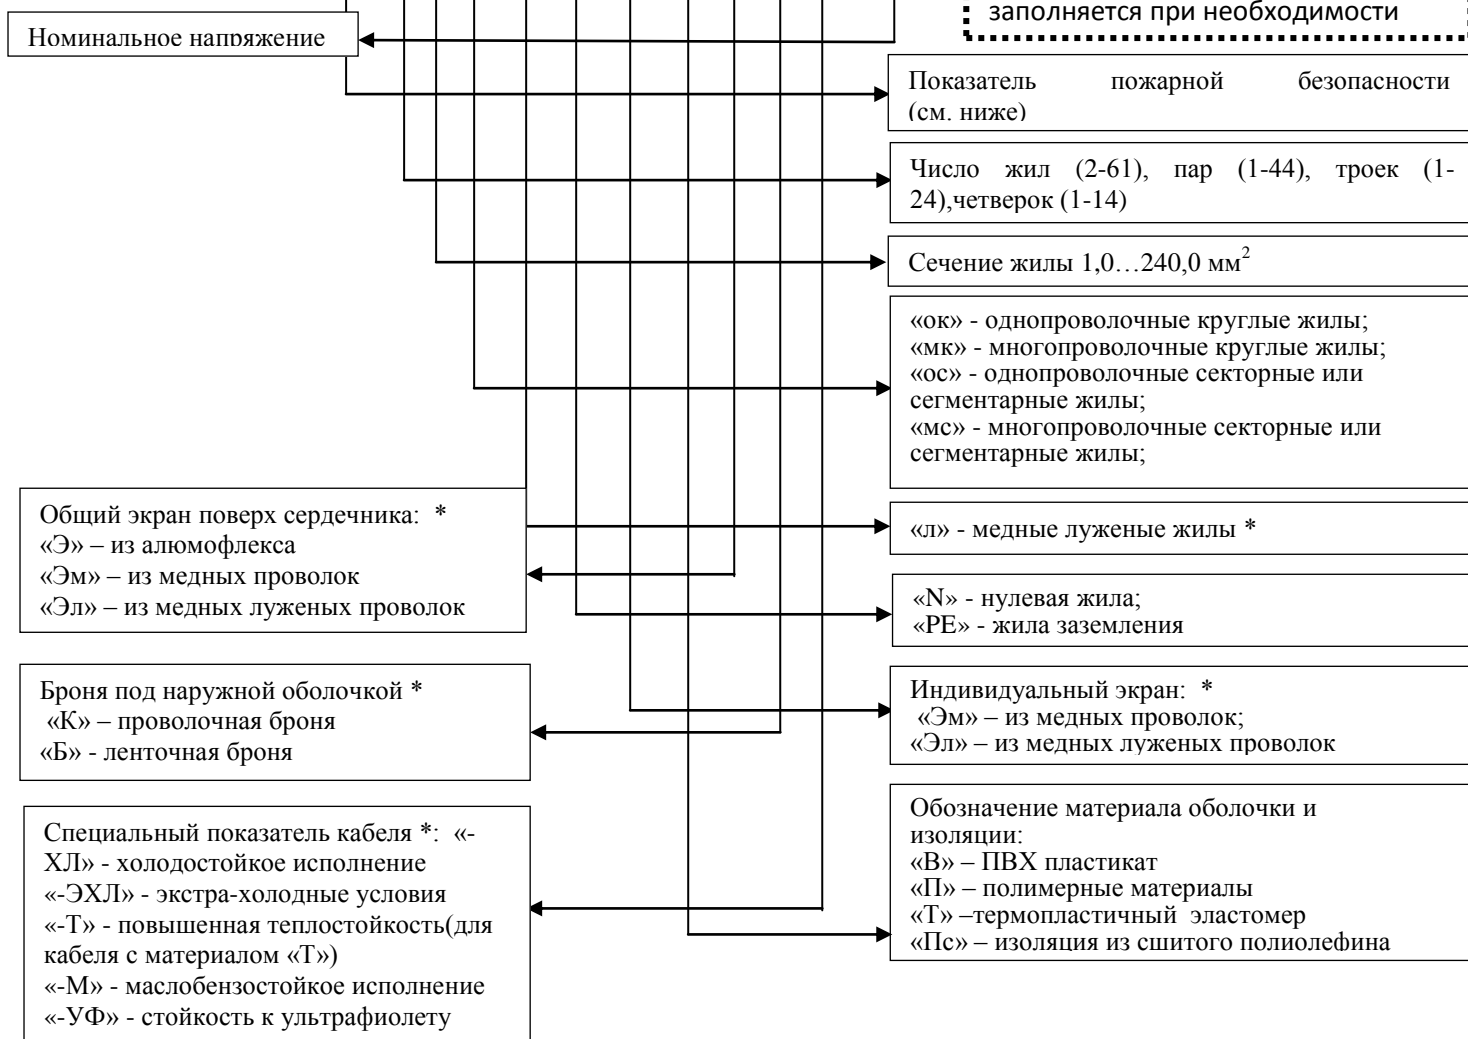 заполняется при необходимости
Номинальное напряжение
Показатель пожарной безопасности
(см. ниже)
Число жил (2-61), пар (1-44), троек (1-
24),четверок (1-14)
Сечение жилы 1,0…240,0 мм²
«ок» - однопроволочные круглые жилы;
«мк» - многопроволочные круглые жилы;
«ос» - однопроволочные секторные или
сегментарные жилы;
«мс» - многопроволочные секторные или
сегментарные жилы;
Общий экран поверх сердечника: *
«Э» – из алюмофлекса
«Эм» – из медных проволок
«Эл» – из медных луженых проволок
«л» - медные луженые жилы *
«N» - нулевая жила;
«PE» - жила заземления
Броня под наружной оболочкой *
«К» – проволочная броня
«Б» - ленточная броня
Индивидуальный экран: *
«Эм» – из медных проволок;
«Эл» – из медных луженых проволок
Специальный показатель кабеля *: «-
ХЛ» - холодостойкое исполнение
«-ЭХЛ» - экстра-холодные условия
«-Т» - повышенная теплостойкость(для
кабеля с материалом «Т»)
«-М» - маслобензостойкое исполнение
«-УФ» - стойкость к ультрафиолету
Обозначение материала оболочки и
изоляции:
«В» – ПВХ пластикат
«П» – полимерные материалы
«Т» –термопластичный эластомер
«Пс» – изоляция из сшитого полиолефина